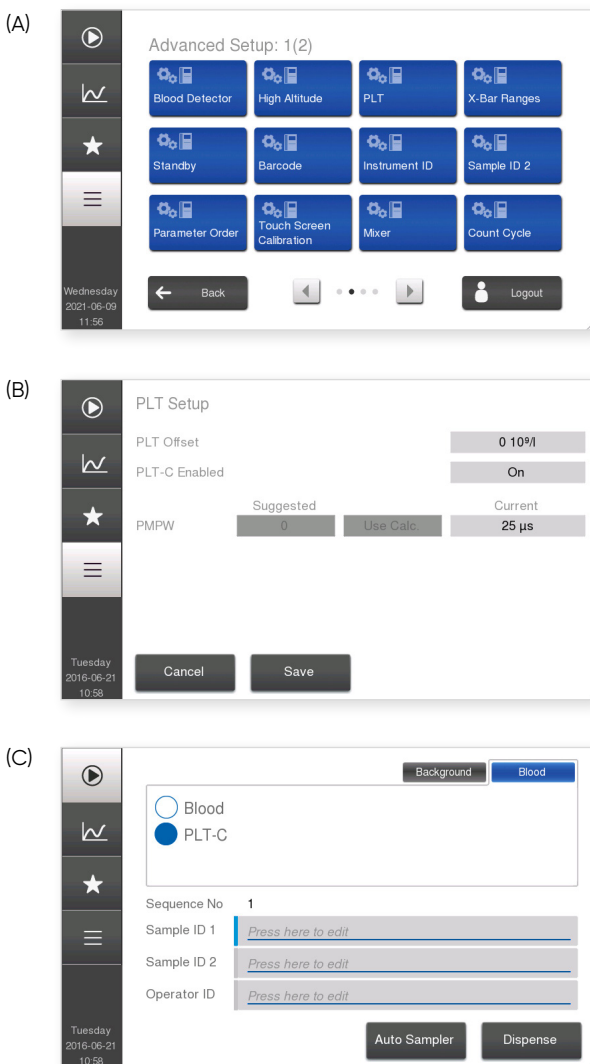 (A)
Advanced Setup: 1(2)
Blood Detector
High Altitude
PLT
X-Bar Ranges
Standby
Barcode
Instrument ID
Sample ID 2
Parameter Order
Touch Screen
Calibration
Mixer
Count Cycle
Wednesday
2021-06-09
11:56
Back
Logout
(B)
PLT Setup
PLT Offset
0 10⁹/l
PLT-C Enabled
On
Suggested
Current
PMPW
0
Use Calc.
25 µs
Tuesday
2016-06-21
10:58
Cancel
Save
(C)
Background
Blood
Blood
PLT-C
Sequence No 1
Sample ID 1 Press here to edit
Sample ID 2 Press here to edit
Operator ID Press here to edit
Tuesday
2016-06-21
10:58
Auto Sampler
Dispense